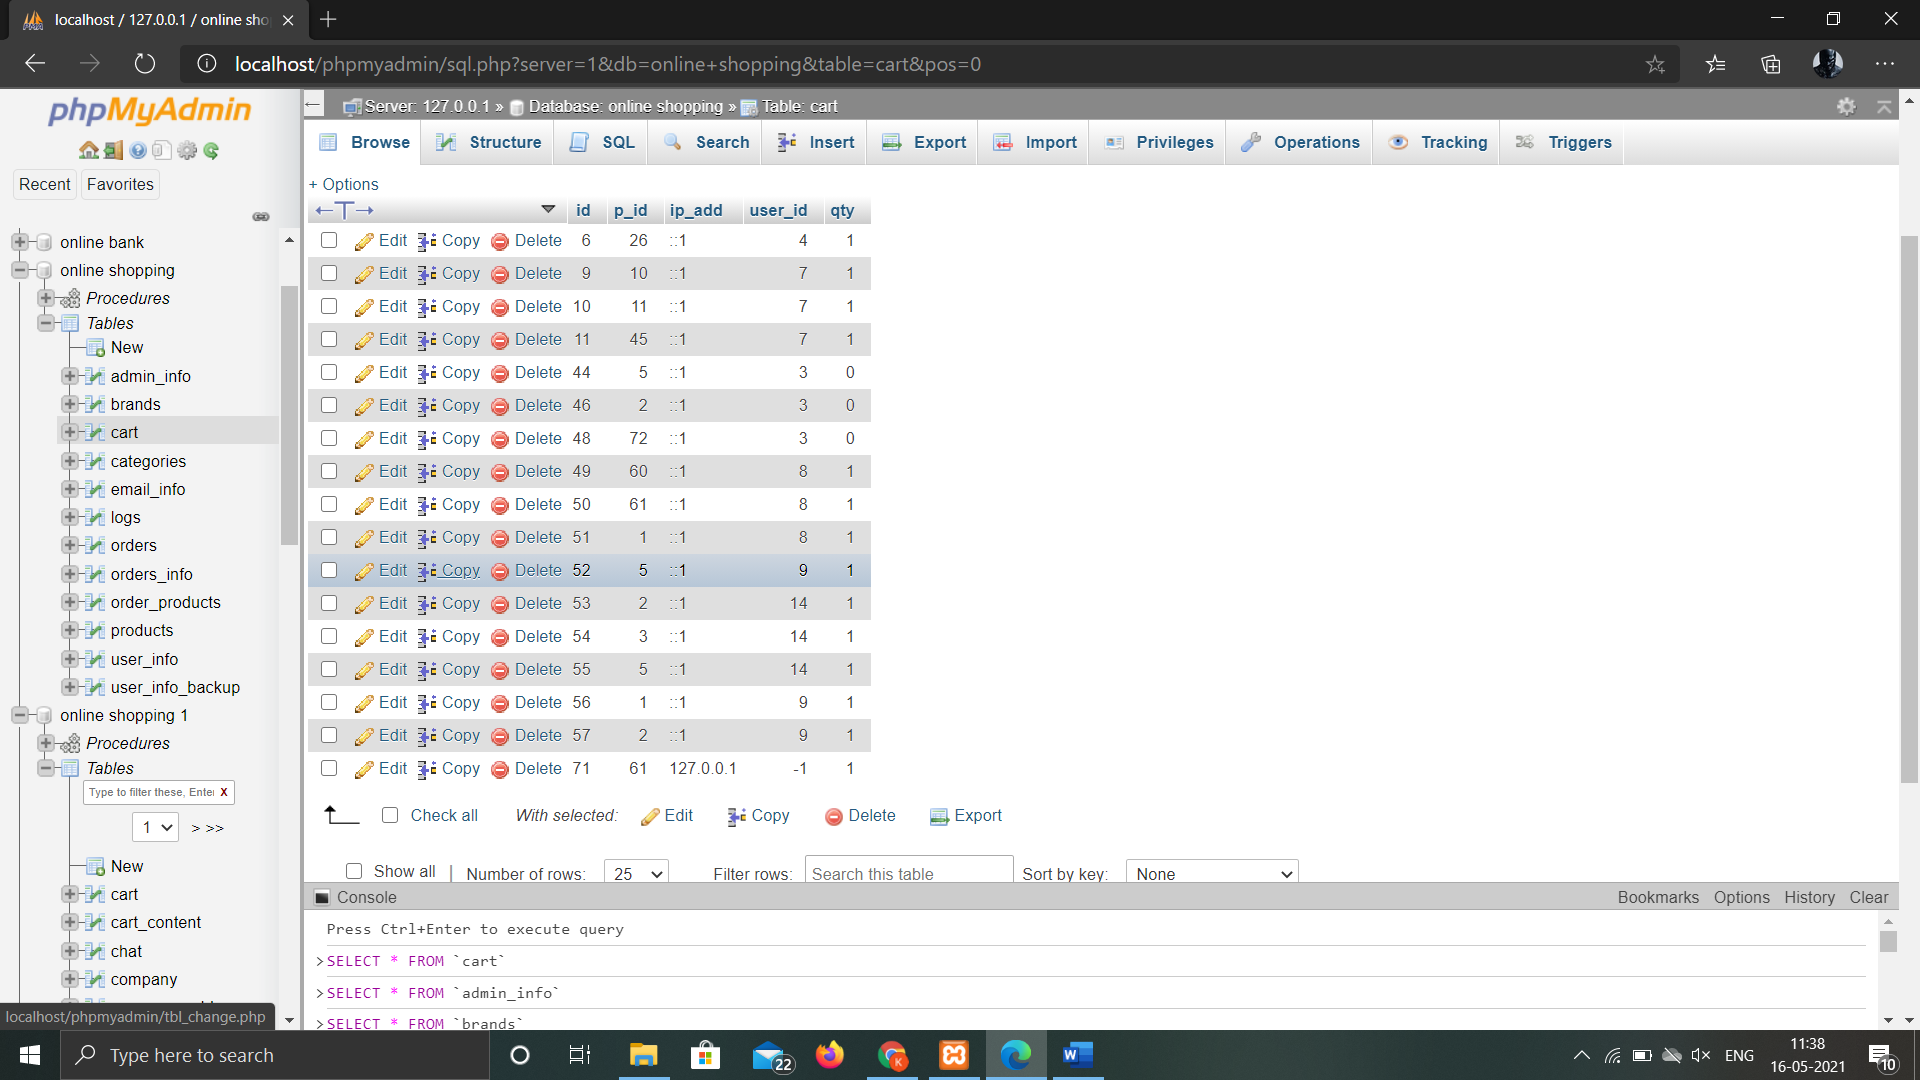 localhost / 127.0.0.1 / online sho
localhost/phpmyadmin/sql.php?server=1&db=online+shopping&table=cart&pos=0
phpMyAdmin
Recent Favorites
online bank
online shopping
Procedures
Tables
New
admin_info
brands
cart
categories
email_info
logs
orders
orders_info
order_products
products
user_info
user_info_backup
online shopping 1
Procedures
Tables
Type to filter these, Enter X
1 > >>
New
cart
cart_content
chat
company
localhost/phpmyadmin/tbl_change.php
Server: 127.0.0.1 » Database: online shopping » Table: cart
Browse Structure SQL Search Insert Export Import Privileges Operations Tracking Triggers
+ Options
←T→ id p_id ip_add user_id qty
Edit Copy Delete 6 26 ::1 4 1
Edit Copy Delete 9 10 ::1 7 1
Edit Copy Delete 10 11 ::1 7 1
Edit Copy Delete 11 45 ::1 7 1
Edit Copy Delete 44 5 ::1 3 0
Edit Copy Delete 46 2 ::1 3 0
Edit Copy Delete 48 72 ::1 3 0
Edit Copy Delete 49 60 ::1 8 1
Edit Copy Delete 50 61 ::1 8 1
Edit Copy Delete 51 1 ::1 8 1
Edit Copy Delete 52 5 ::1 9 1
Edit Copy Delete 53 2 ::1 14 1
Edit Copy Delete 54 3 ::1 14 1
Edit Copy Delete 55 5 ::1 14 1
Edit Copy Delete 56 1 ::1 9 1
Edit Copy Delete 57 2 ::1 9 1
Edit Copy Delete 71 61 127.0.0.1 -1 1
Check all With selected: Edit Copy Delete Export
Show all | Number of rows: 25 Filter rows: Search this table Sort by key: None
Console Bookmarks Options History Clear
Press Ctrl+Enter to execute query
>SELECT * FROM `cart`
>SELECT * FROM `admin_info`
>SELECT * FROM `brands`
Type here to search
22
K
ENG
11:38
16-05-2021
10